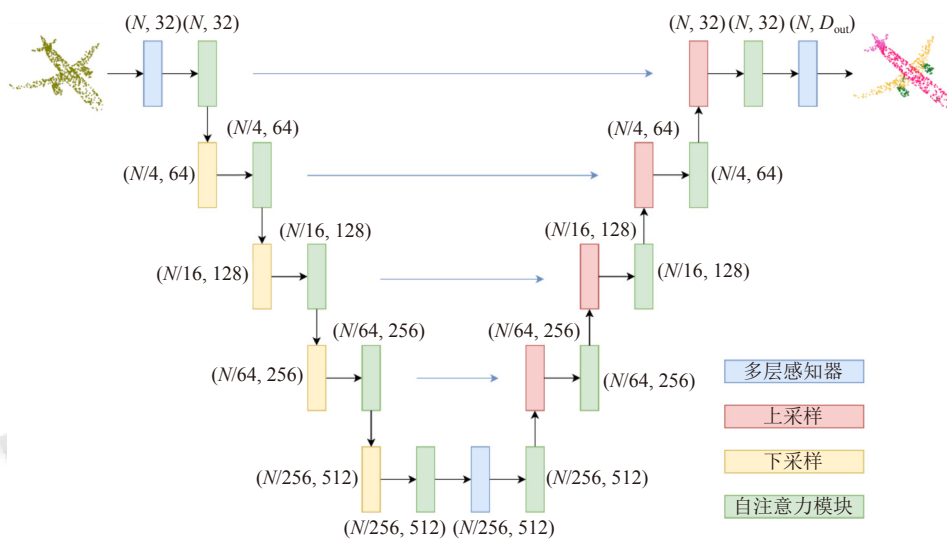 (N, 32) (N, 32)
(N, 32) (N, 32) (N, D_out)
(N/4, 64)
(N/4, 64)
(N/4, 64)
(N/4, 64)
(N/16, 128)
(N/16, 128)
(N/16, 128)
(N/16, 128)
(N/64, 256)
(N/64, 256)
(N/64, 256)
(N/64, 256)
多层感知器
上采样
下采样
自注意力模块
(N/256, 512)
(N/256, 512)
(N/256, 512) (N/256, 512)